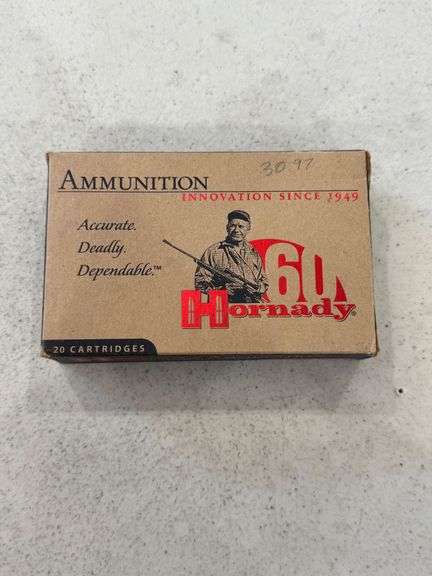 30 97
AMMUNITION
INNOVATION SINCE 1949
Accurate.
Deadly.
Dependable.™
60
Hornady®
20 CARTRIDGES